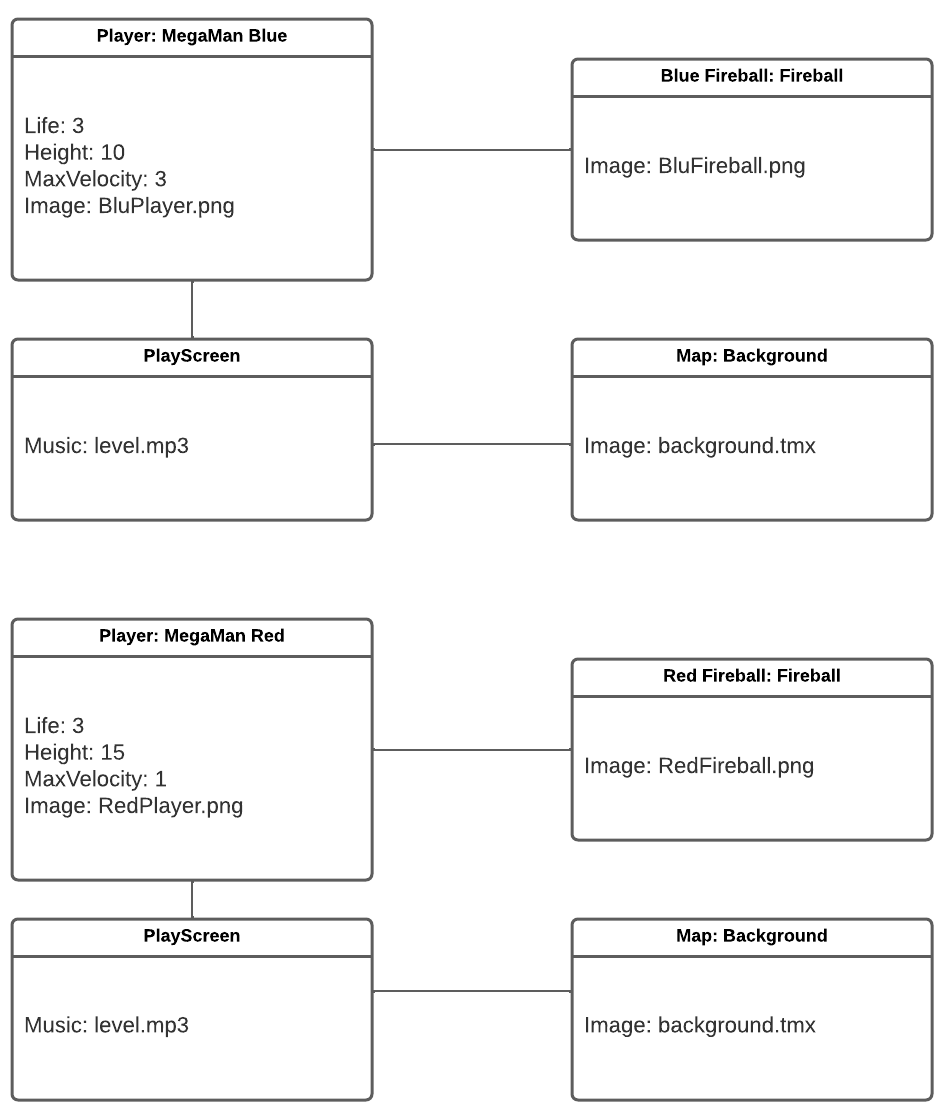 Player: MegaMan Blue
Life: 3
Height: 10
MaxVelocity: 3
Image: BluPlayer.png
Blue Fireball: Fireball
Image: BluFireball.png
PlayScreen
Music: level.mp3
Map: Background
Image: background.tmx
Player: MegaMan Red
Life: 3
Height: 15
MaxVelocity: 1
Image: RedPlayer.png
Red Fireball: Fireball
Image: RedFireball.png
PlayScreen
Music: level.mp3
Map: Background
Image: background.tmx